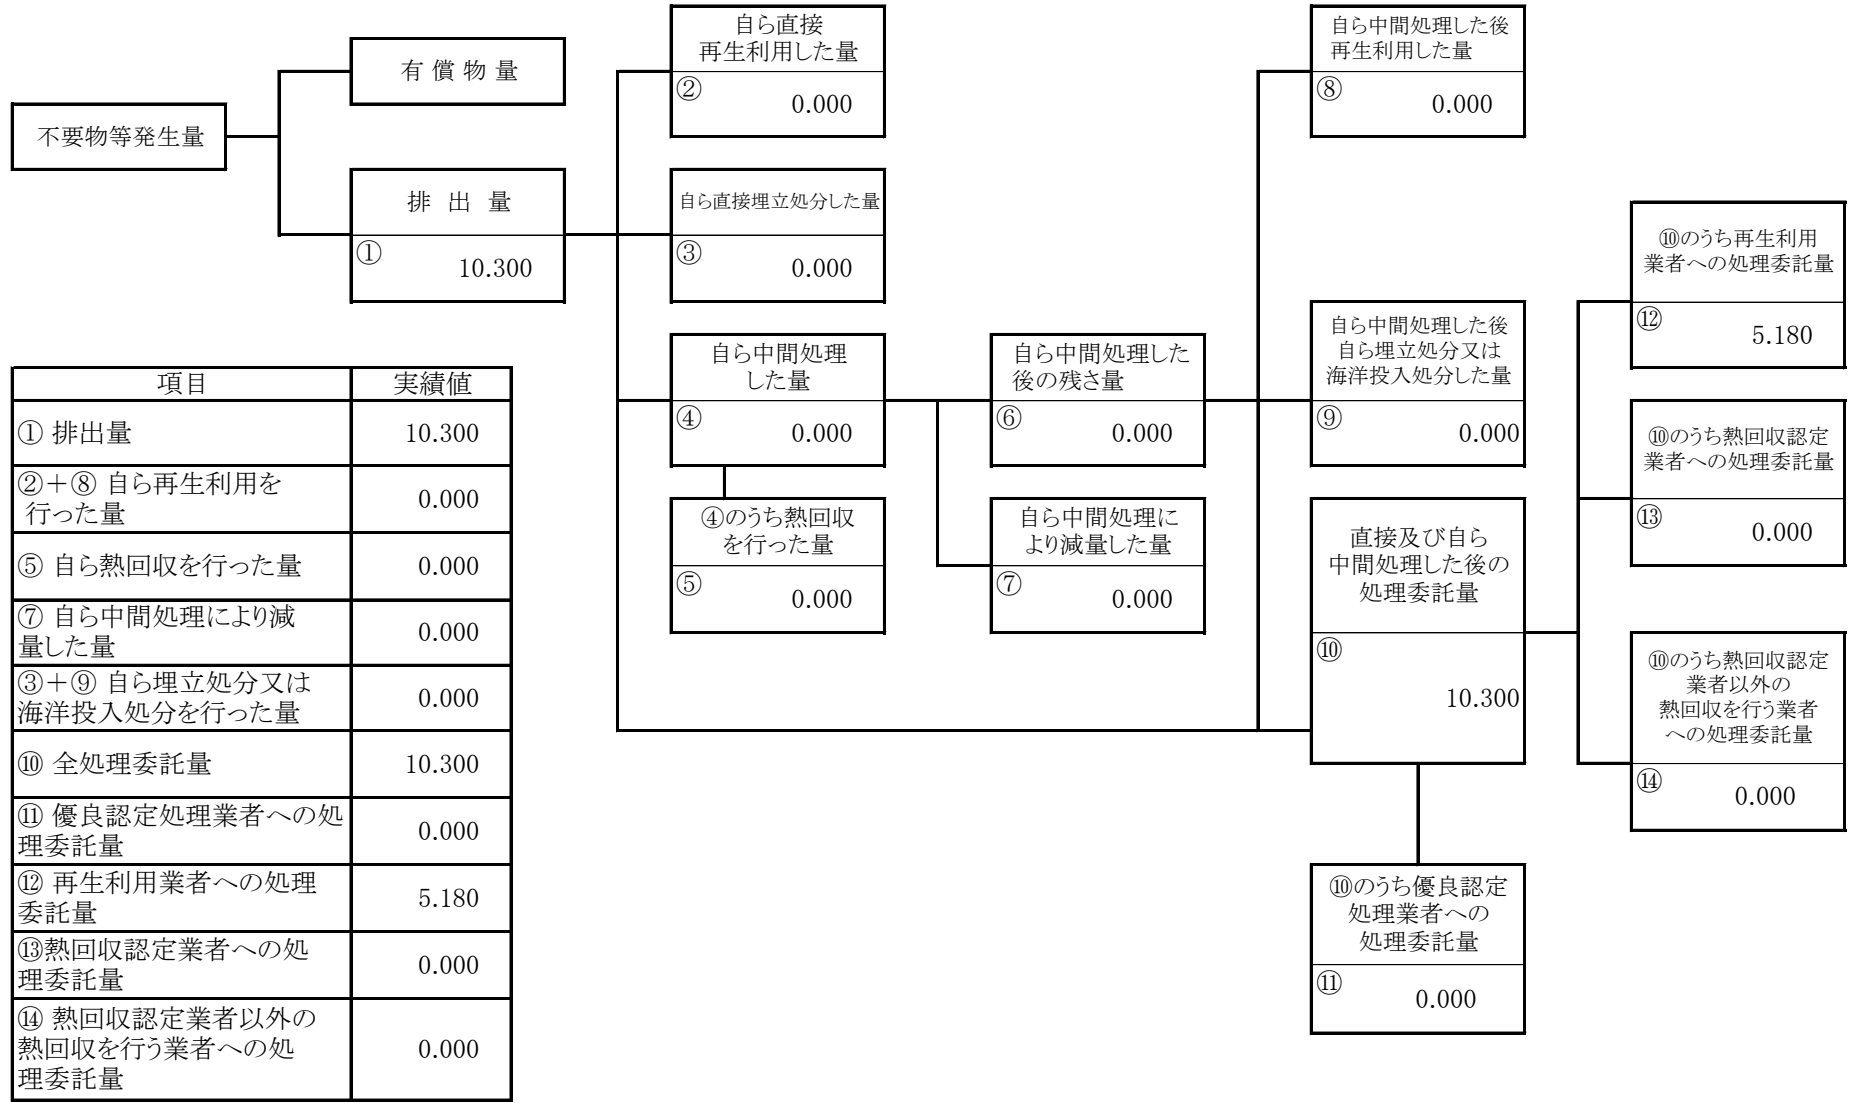 不要物等発生量
有 償 物 量
排 出 量
①
10.300
自ら直接
再生利用した量
②
0.000
自ら直接埋立処分した量
③
0.000
自ら中間処理
した量
④
0.000
④のうち熱回収
を行った量
⑤
0.000
自ら中間処理した
後の残さ量
⑥
0.000
自ら中間処理に
より減量した量
⑦
0.000
自ら中間処理した後
再生利用した量
⑧
0.000
自ら中間処理した後
自ら埋立処分又は
海洋投入処分した量
⑨
0.000
直接及び自ら
中間処理した後の
処理委託量
⑩
10.300
⑩のうち優良認定
処理業者への
処理委託量
⑪
0.000
⑩のうち再生利用
業者への処理委託量
⑫
5.180
⑩のうち熱回収認定
業者への処理委託量
⑬
0.000
⑩のうち熱回収認定
業者以外の
熱回収を行う業者
への処理委託量
⑭
0.000
項目 実績値
① 排出量 10.300
②＋⑧ 自ら再生利用を
行った量 0.000
⑤ 自ら熱回収を行った量 0.000
⑦ 自ら中間処理により減
量した量 0.000
③＋⑨ 自ら埋立処分又は
海洋投入処分を行った量 0.000
⑩ 全処理委託量 10.300
⑪ 優良認定処理業者への処
理委託量 0.000
⑫ 再生利用業者への処理
委託量 5.180
⑬熱回収認定業者への処
理委託量 0.000
⑭ 熱回収認定業者以外の
熱回収を行う業者への処
理委託量 0.000